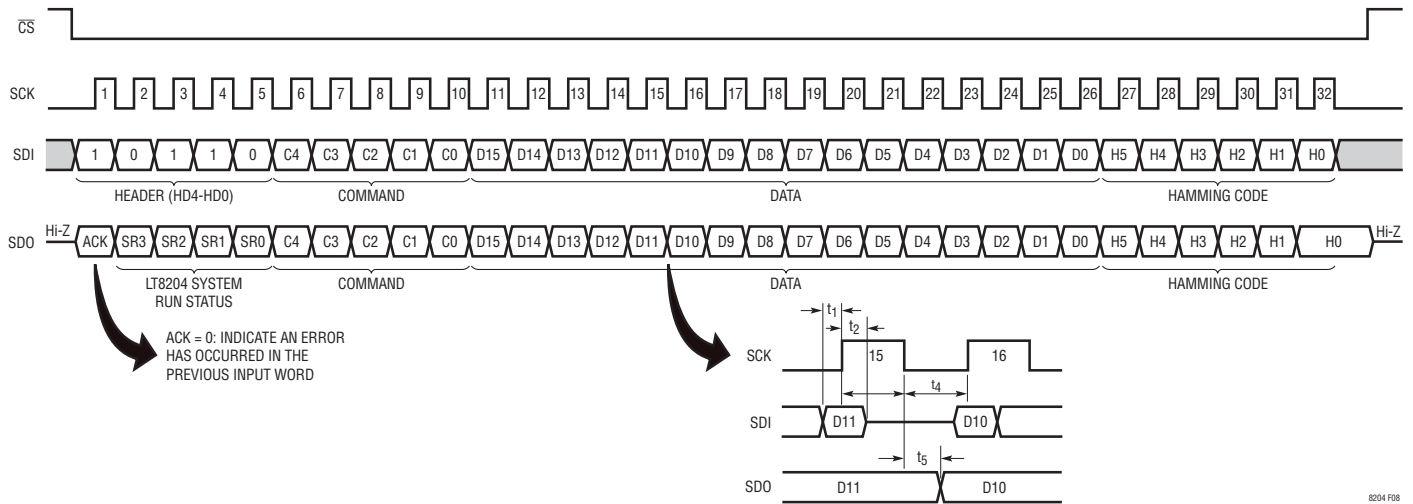 CS
SCK 1 2 3 4 5 6 7 8 9 10 11 12 13 14 15 16 17 18 19 20 21 22 23 24 25 26 27 28 29 30 31 32
SDI 1 0 1 1 0 C4 C3 C2 C1 C0 D15 D14 D13 D12 D11 D10 D9 D8 D7 D6 D5 D4 D3 D2 D1 D0 H5 H4 H3 H2 H1 H0
HEADER (HD4-HD0) COMMAND DATA HAMMING CODE
SDO Hi-Z ACK SR3 SR2 SR1 SR0 C4 C3 C2 C1 C0 D15 D14 D13 D12 D11 D10 D9 D8 D7 D6 D5 D4 D3 D2 D1 D0 H5 H4 H3 H2 H1 H0 Hi-Z
LT8204 SYSTEM COMMAND DATA HAMMING CODE
RUN STATUS
ACK = 0: INDICATE AN ERROR
HAS OCCURRED IN THE
PREVIOUS INPUT WORD
t1
t2
SCK 15 16
t4
SDI D11 D10
t5
SDO D11 D10
8204 F08